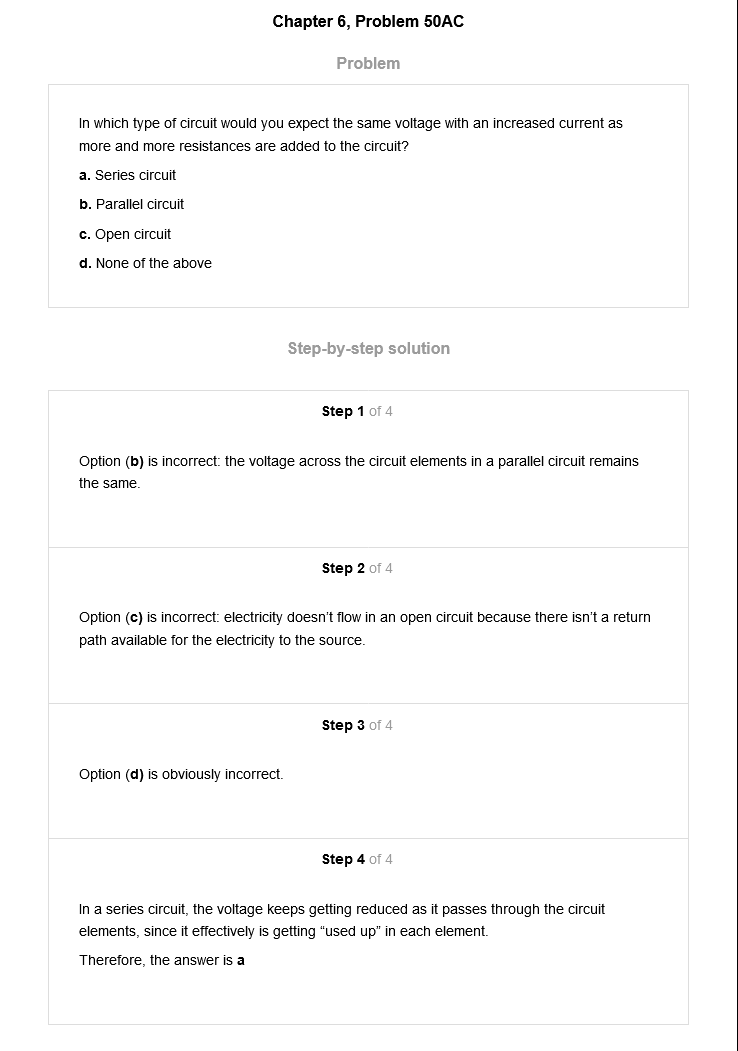 Chapter 6, Problem 50AC
Problem
In which type of circuit would you expect the same voltage with an increased current as
more and more resistances are added to the circuit?
a. Series circuit
b. Parallel circuit
c. Open circuit
d. None of the above
Step-by-step solution
Step 1 of 4
Option (b) is incorrect: the voltage across the circuit elements in a parallel circuit remains
the same.
Step 2 of 4
Option (c) is incorrect: electricity doesn’t flow in an open circuit because there isn’t a return
path available for the electricity to the source.
Step 3 of 4
Option (d) is obviously incorrect.
Step 4 of 4
In a series circuit, the voltage keeps getting reduced as it passes through the circuit
elements, since it effectively is getting “used up” in each element.
Therefore, the answer is a